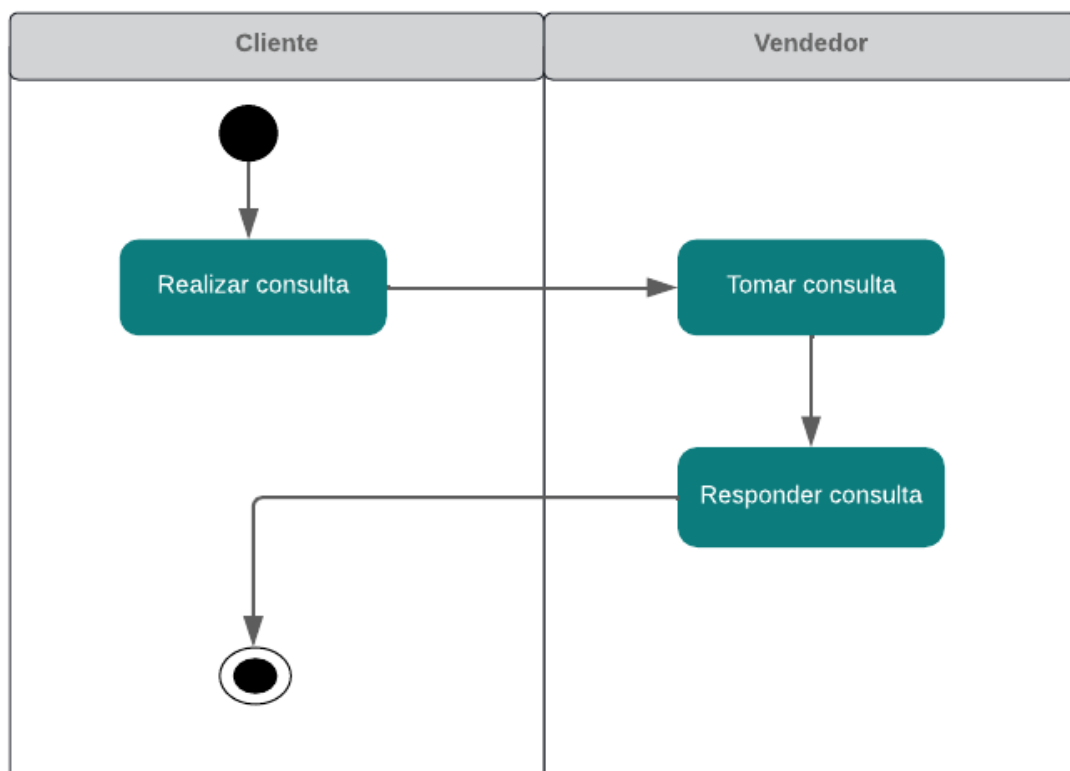 Cliente
Vendedor
Realizar consulta
Tomar consulta
Responder consulta